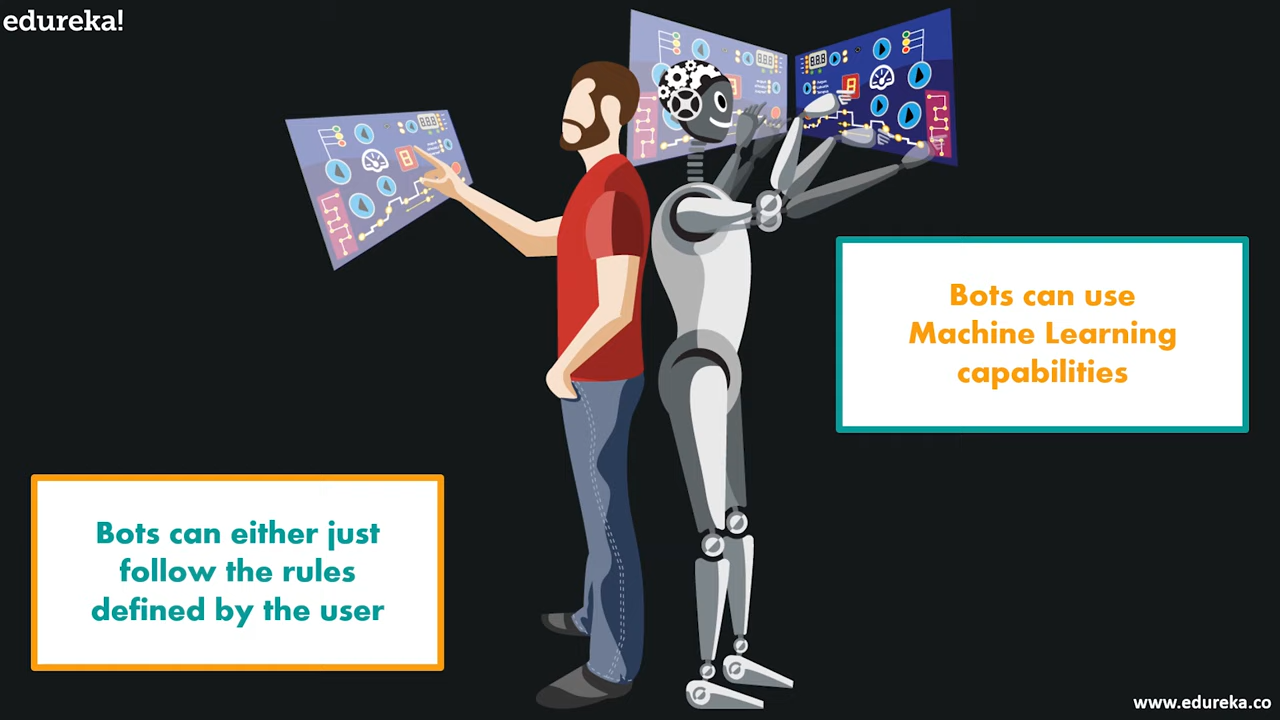 edureka!
Bots can use
Machine Learning
capabilities
Bots can either just
follow the rules
defined by the user
www.edureka.co